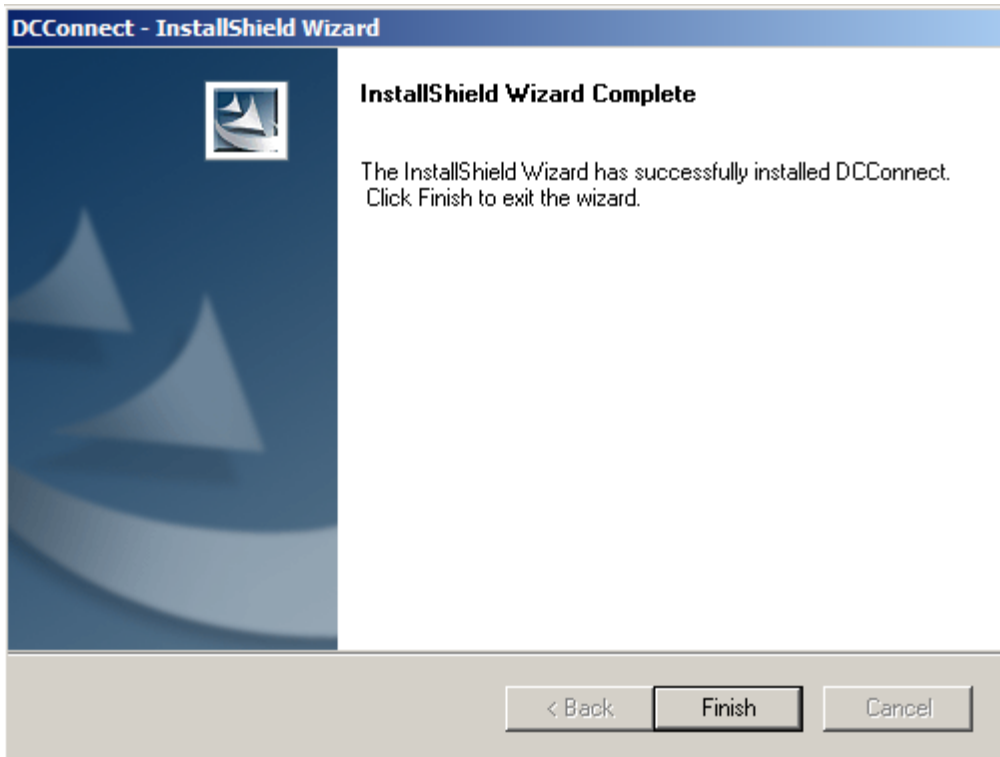 DCConnect - InstallShield Wizard
InstallShield Wizard Complete
The InstallShield Wizard has successfully installed DCConnect.
Click Finish to exit the wizard.
< Back
Finish
Cancel